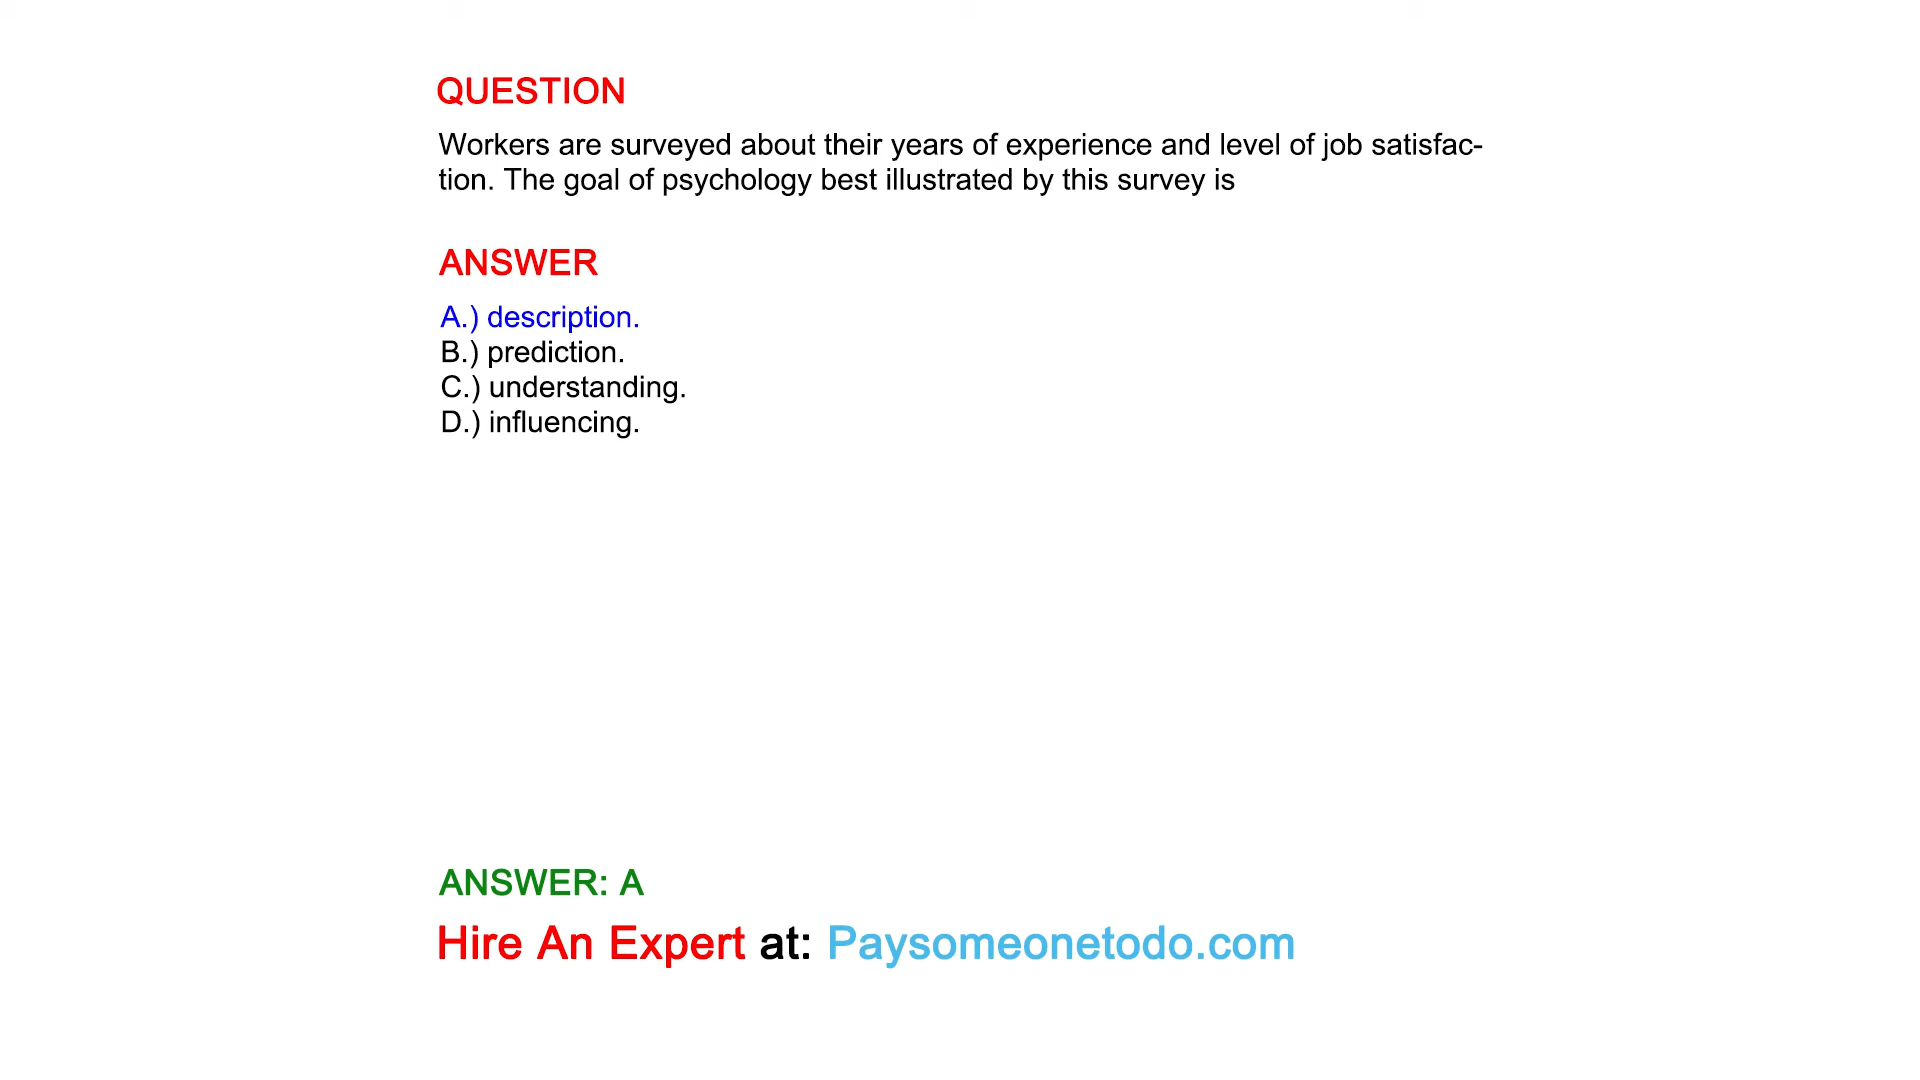 QUESTION
Workers are surveyed about their years of experience and level of job satisfac-
tion. The goal of psychology best illustrated by this survey is
ANSWER
A.) description.
B.) prediction.
C.) understanding.
D.) influencing.
ANSWER: A
Hire An Expert at: Paysomeonetodo.com